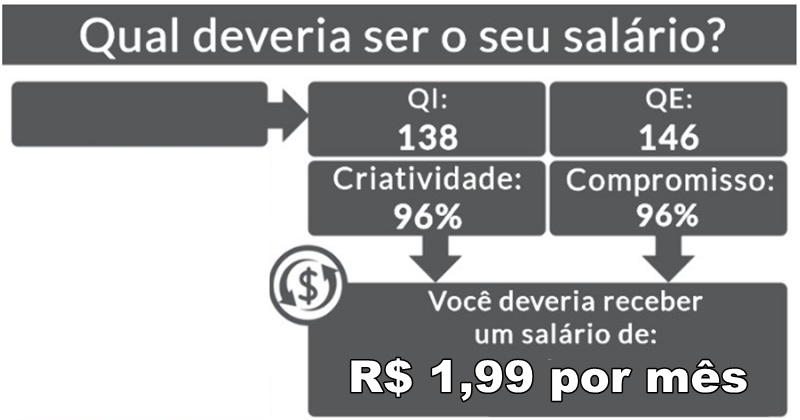 Qual deveria ser o seu salário?
QI:
138
QE:
146
Criatividade:
96%
Compromisso:
96%
$
Você deveria receber
um salário de:
R$ 1,99 por mês